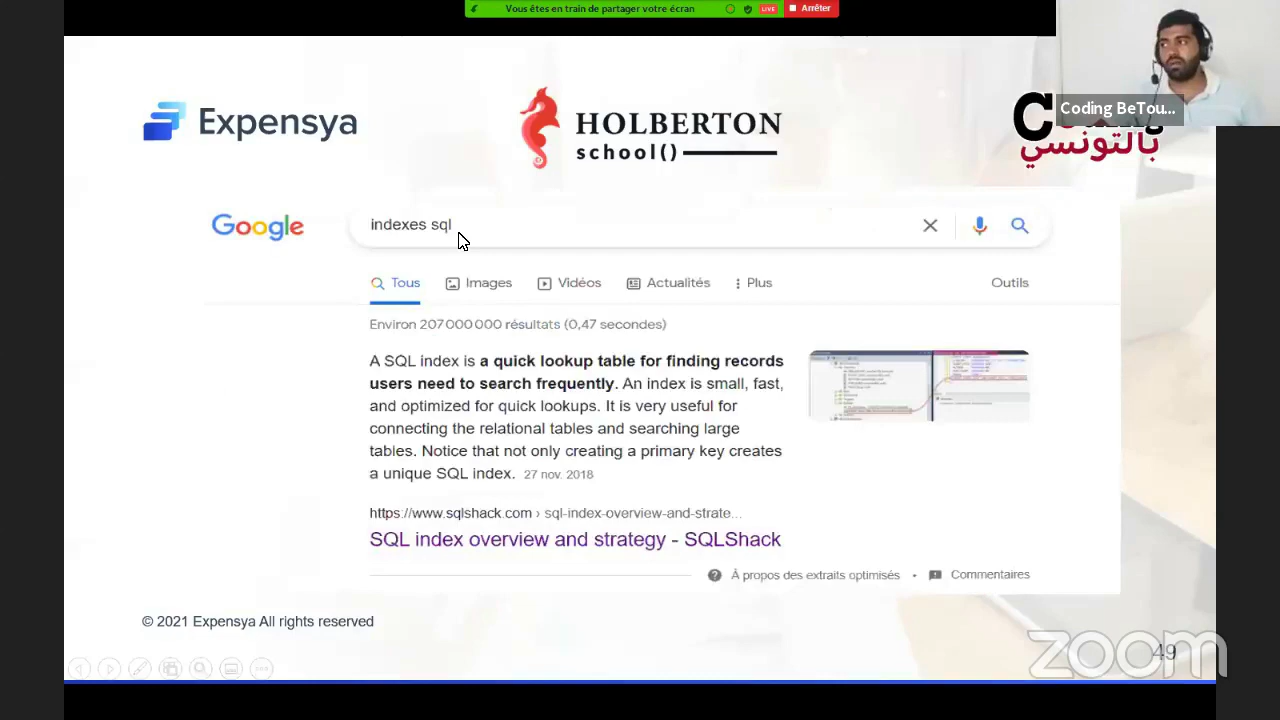 Vous êtes en train de partager votre écran
LIVE
Arrêter
Coding BeTou...
Expensya
HOLBERTON
school()
بالتونسي
Google
indexes sql
Tous
Images
Vidéos
Actualités
Plus
Outils
Environ 207 000 000 résultats (0,47 secondes)
A SQL index is a quick lookup table for finding records
users need to search frequently. An index is small, fast,
and optimized for quick lookups. It is very useful for
connecting the relational tables and searching large
tables. Notice that not only creating a primary key creates
a unique SQL index. 27 nov. 2018
https://www.sqlshack.com › sql-index-overview-and-strate...
SQL index overview and strategy - SQLShack
À propos des extraits optimisés
Commentaires
© 2021 Expensya All rights reserved
49
zoom